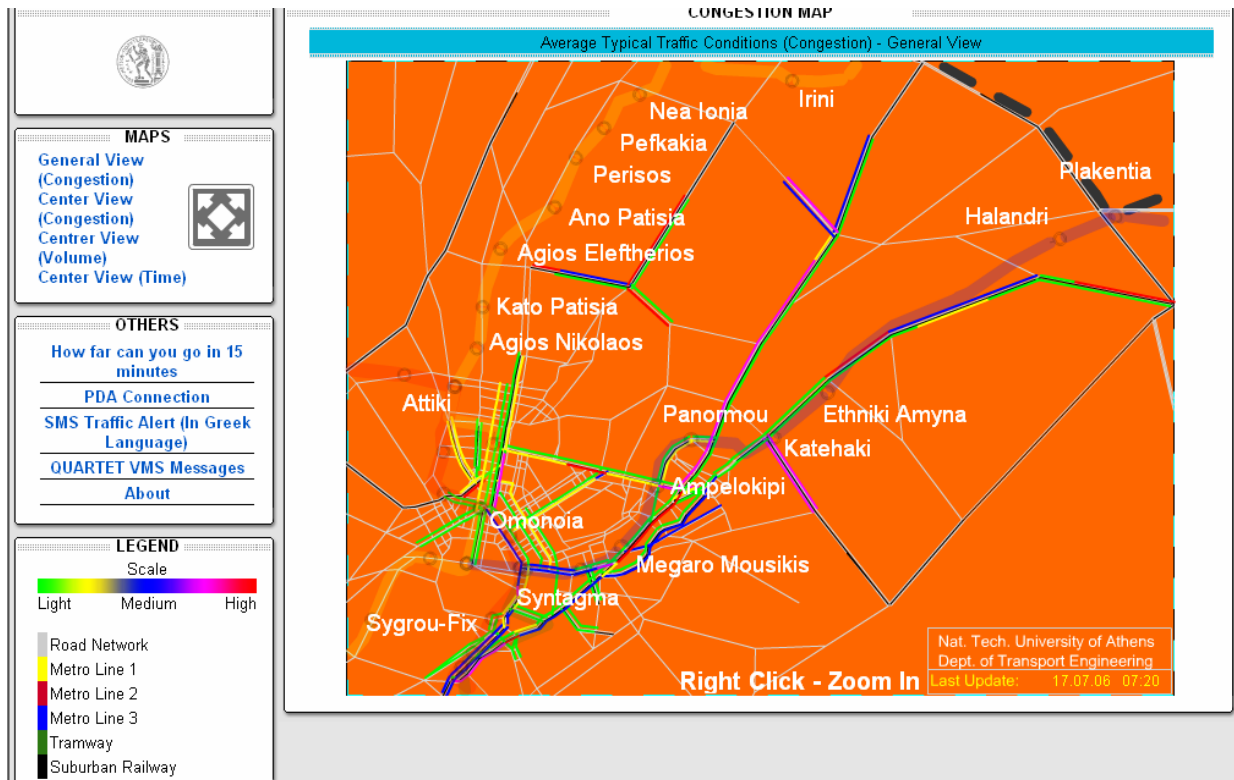 CONGESTION MAP
Average Typical Traffic Conditions (Congestion) - General View
MAPS
General View
(Congestion)
Center View
(Congestion)
Centrer View
(Volume)
Center View (Time)
OTHERS
How far can you go in 15
minutes
PDA Connection
SMS Traffic Alert (In Greek
Language)
QUARTET VMS Messages
About
LEGEND
Scale
Light Medium High
Road Network
Metro Line 1
Metro Line 2
Metro Line 3
Tramway
Suburban Railway
Irini
Nea Ionia
Pefkakia
Perisos
Plakentia
Ano Patisia
Halandri
Agios Eleftherios
Kato Patisia
Agios Nikolaos
Attiki
Panormou
Ethniki Amyna
Katehaki
Ampelokipi
Omonoia
Megaro Mousikis
Syntagma
Sygrou-Fix
Nat. Tech. University of Athens
Dept. of Transport Engineering
Right Click - Zoom In
Last Update: 17.07.06 07:20